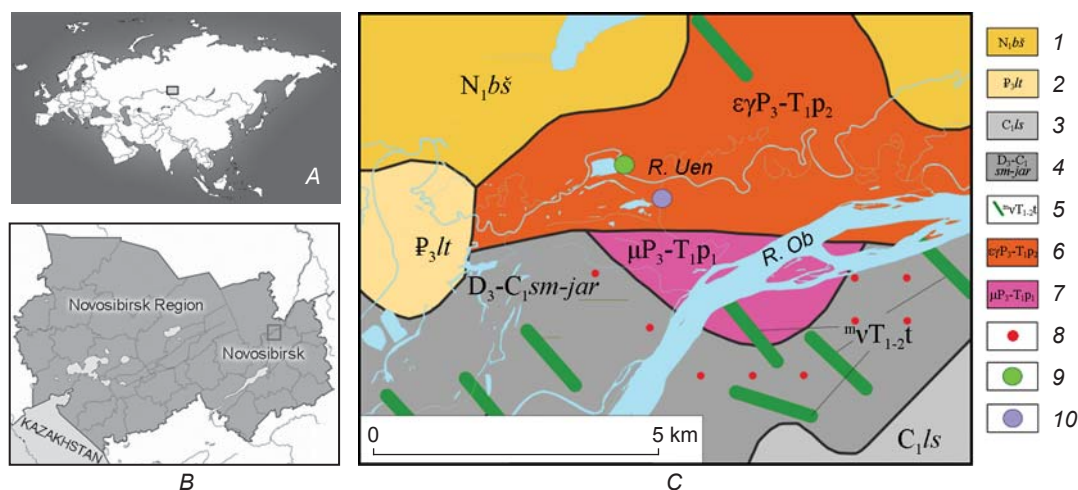 A
Novosibirsk Region
Novosibirsk
KAZAKHSTAN
B
N₁bš
εγP₃-T₁p₂
R. Uen
₽₃lt
μP₃-T₁p₁
R. Ob
D₃-C₁sm-jar
ᵐνT₁₋₂t
C₁ls
0 5 km
C
N₁bš 1
₽₃lt 2
C₁ls 3
D₃-C₁
sm-jar 4
ᵐνT₁₋₂t 5
εγP₃-T₁p₂ 6
μP₃-T₁p₁ 7
8
9
10